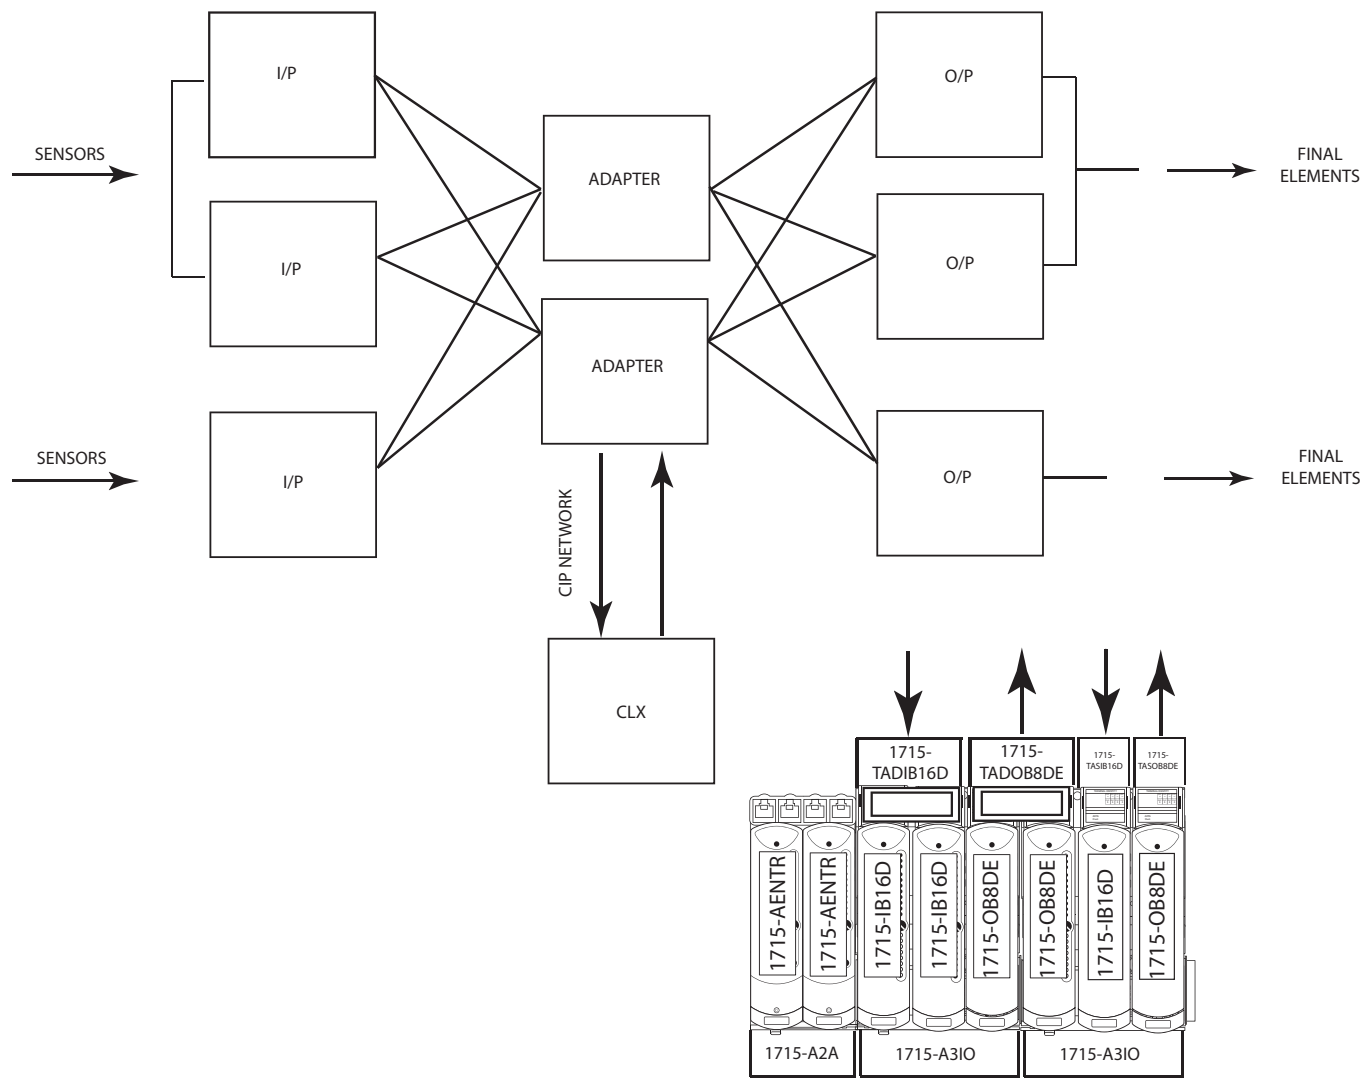 I/P
O/P
SENSORS
ADAPTER
FINAL
ELEMENTS
I/P
O/P
ADAPTER
SENSORS
I/P
O/P
FINAL
ELEMENTS
CIP NETWORK
CLX
1715-
TADIB16D
1715-
TADOB8DE
1715-
TASIB16D
1715-
TASOB8DE
1715-AENTR
1715-AENTR
1715-IB16D
1715-IB16D
1715-OB8DE
1715-OB8DE
1715-IB16D
1715-OB8DE
1715-A2A
1715-A3IO
1715-A3IO